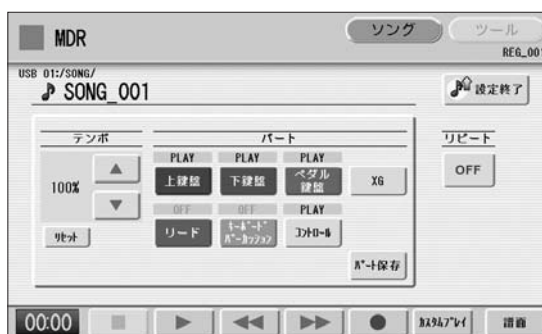 MDR
ソング
ツール
REG_001
USB 01:/SONG/
SONG_001
設定終了
テンポ
パート
リピート
PLAY PLAY PLAY
100%
上鍵盤
下鍵盤
ペダル
鍵盤
XG
OFF
OFF OFF PLAY
リセット
リード
キーボード
パーカッション
コントロール
パート保存
00:00
カスタムプレイ
譜面